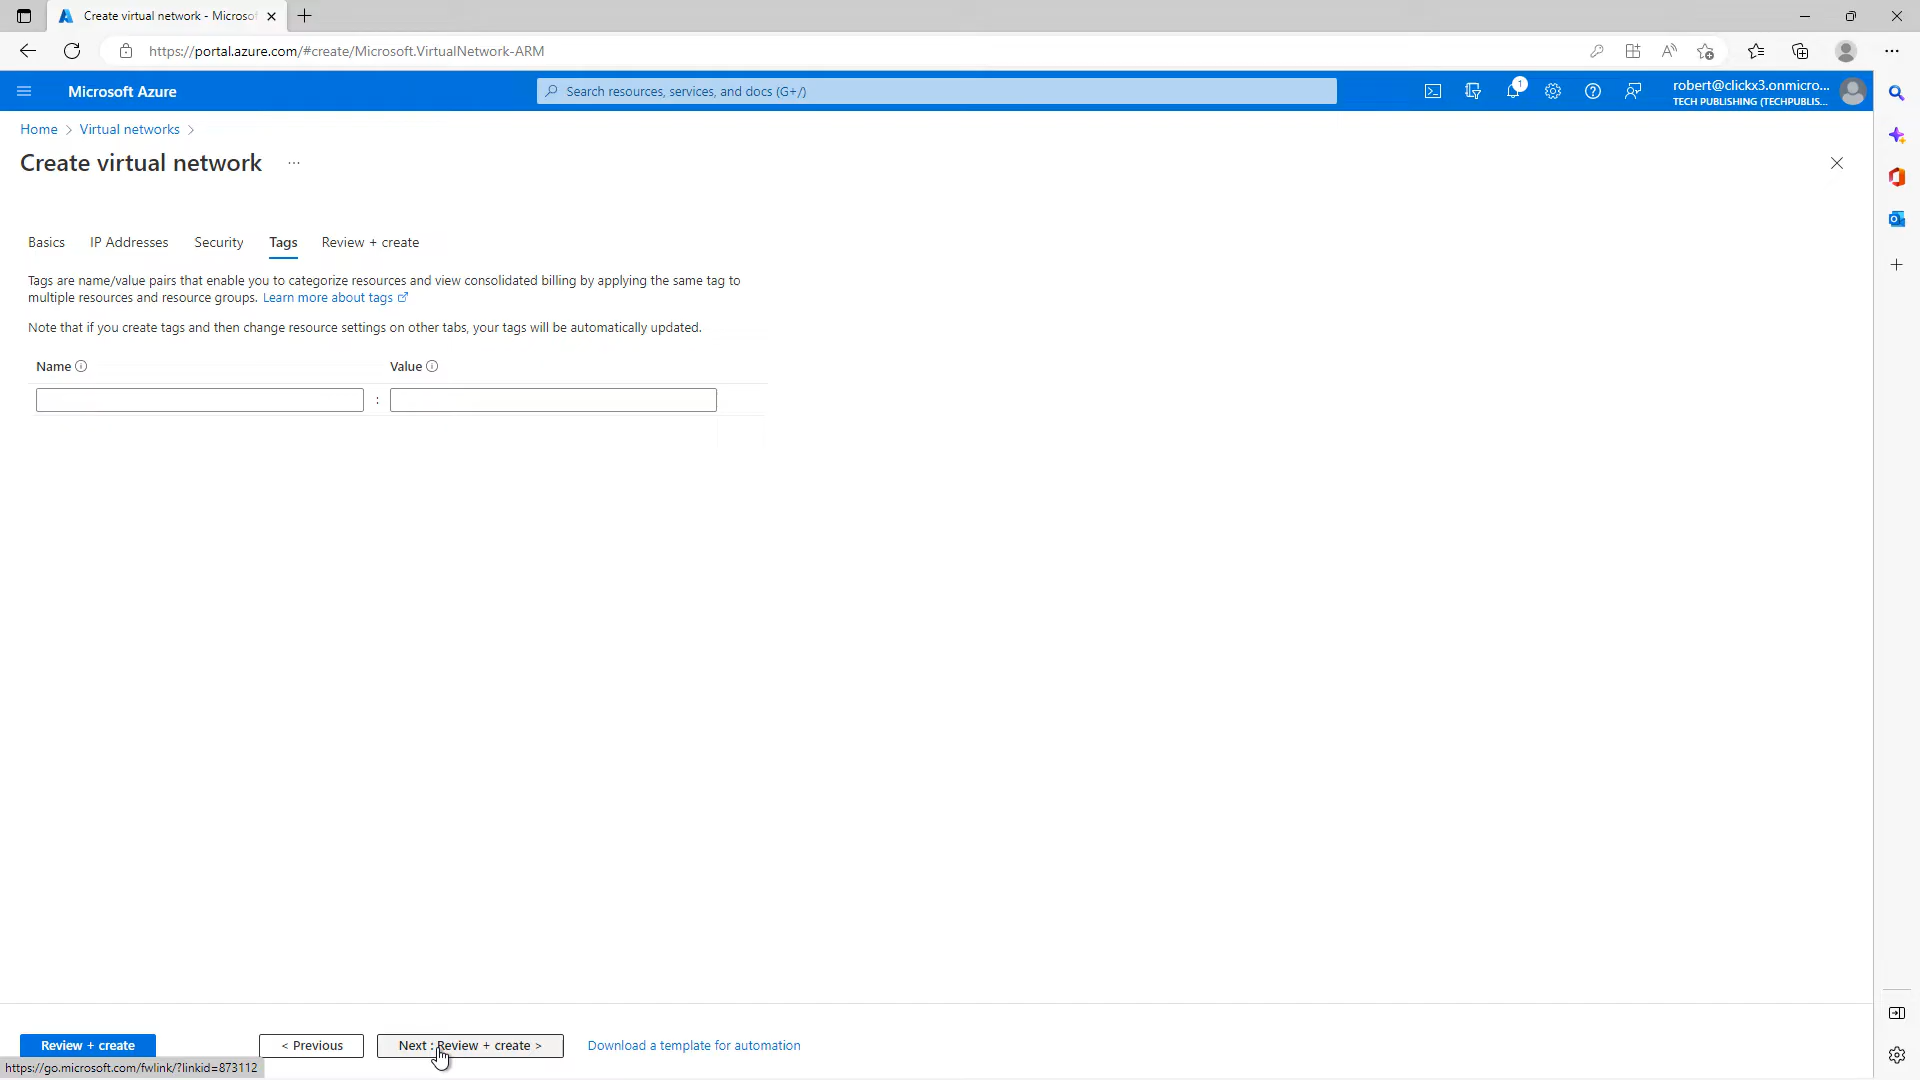 Create virtual network - Microso
https://portal.azure.com/#create/Microsoft.VirtualNetwork-ARM
Microsoft Azure
Search resources, services, and docs (G+/)
1
robert@clickx3.onmicro...
TECH PUBLISHING (TECHPUBLIS...
Home > Virtual networks >
Create virtual network ...
Basics IP Addresses Security Tags Review + create
Tags are name/value pairs that enable you to categorize resources and view consolidated billing by applying the same tag to
multiple resources and resource groups. Learn more about tags
Note that if you create tags and then change resource settings on other tabs, your tags will be automatically updated.
Name Value
:
Review + create < Previous Next : Review + create > Download a template for automation
https://go.microsoft.com/fwlink/?linkid=873112